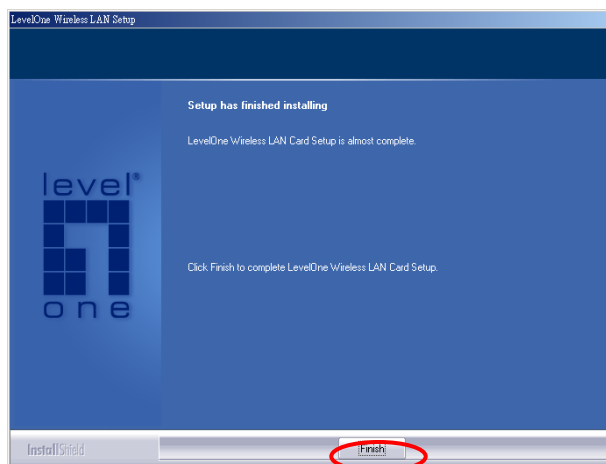 LevelOne Wireless LAN Setup
Setup has finished installing
LevelOne Wireless LAN Card Setup is almost complete.
level®
one
Click Finish to complete LevelOne Wireless LAN Card Setup.
InstallShield
Finish